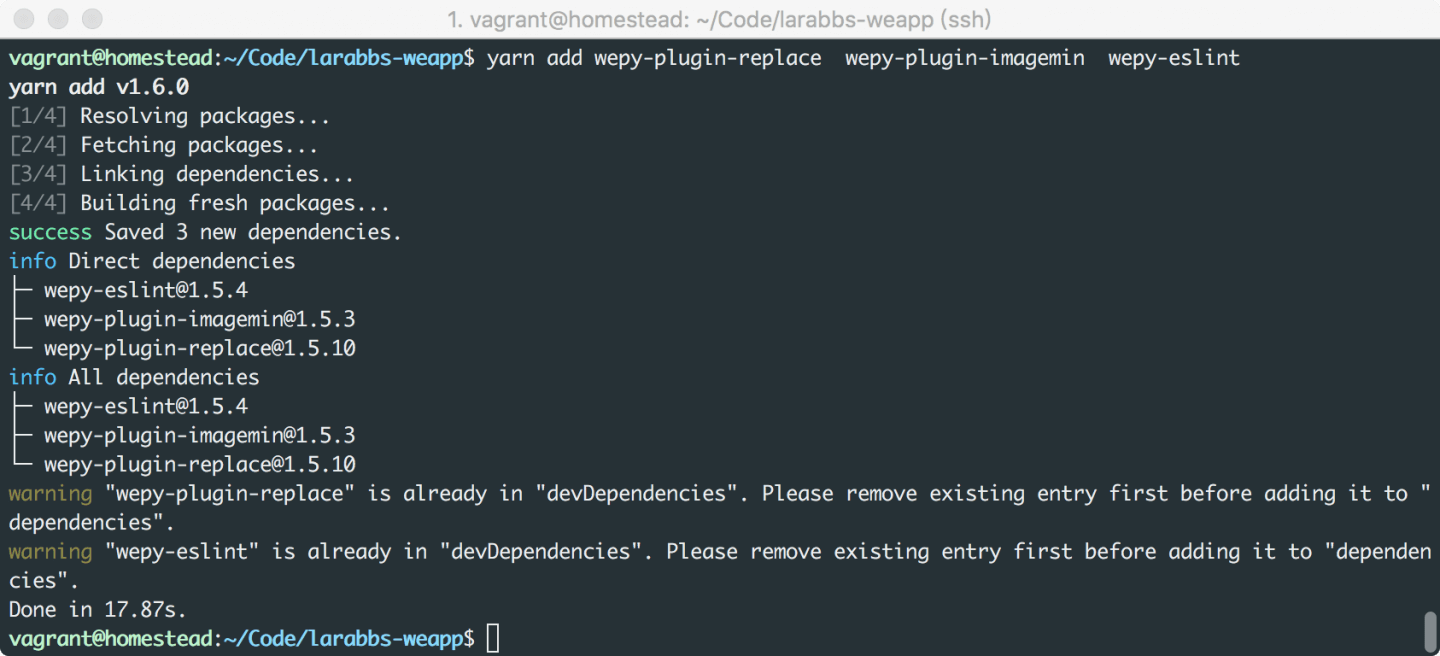 1. vagrant@homestead: ~/Code/larabbs-weapp (ssh)
vagrant@homestead:~/Code/larabbs-weapp$ yarn add wepy-plugin-replace  wepy-plugin-imagemin  wepy-eslint
yarn add v1.6.0
[1/4] Resolving packages...
[2/4] Fetching packages...
[3/4] Linking dependencies...
[4/4] Building fresh packages...
success Saved 3 new dependencies.
info Direct dependencies
├─ wepy-eslint@1.5.4
├─ wepy-plugin-imagemin@1.5.3
└─ wepy-plugin-replace@1.5.10
info All dependencies
├─ wepy-eslint@1.5.4
├─ wepy-plugin-imagemin@1.5.3
└─ wepy-plugin-replace@1.5.10
warning "wepy-plugin-replace" is already in "devDependencies". Please remove existing entry first before adding it to "
dependencies".
warning "wepy-eslint" is already in "devDependencies". Please remove existing entry first before adding it to "dependen
cies".
Done in 17.87s.
vagrant@homestead:~/Code/larabbs-weapp$